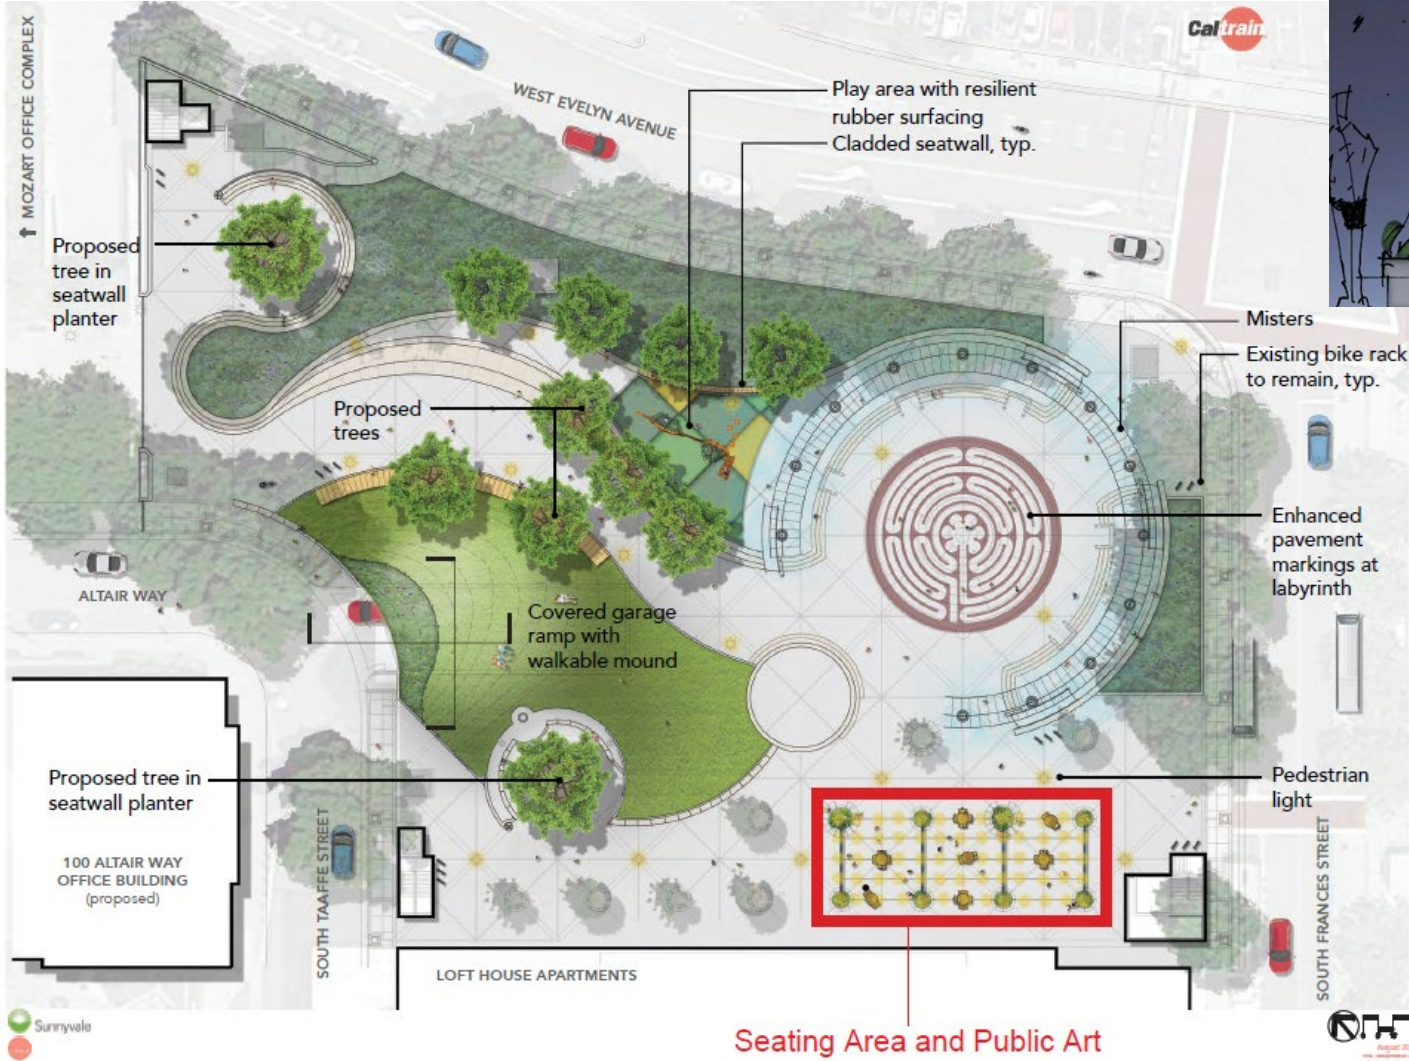 ↑ MOZART OFFICE COMPLEX
Caltrain
WEST EVELYN AVENUE
Play area with resilient
rubber surfacing
Cladded seatwall, typ.
Proposed
tree in
seatwall
planter
Misters
Existing bike rack
to remain, typ.
Proposed
trees
Enhanced
pavement
markings at
labyrinth
ALTAIR WAY
Covered garage
ramp with
walkable mound
Proposed tree in
seatwall planter
Pedestrian
light
100 ALTAIR WAY
OFFICE BUILDING
(proposed)
SOUTH TAAFFE STREET
SOUTH FRANCES STREET
LOFT HOUSE APARTMENTS
Sunnyvale
Seating Area and Public Art
August 20